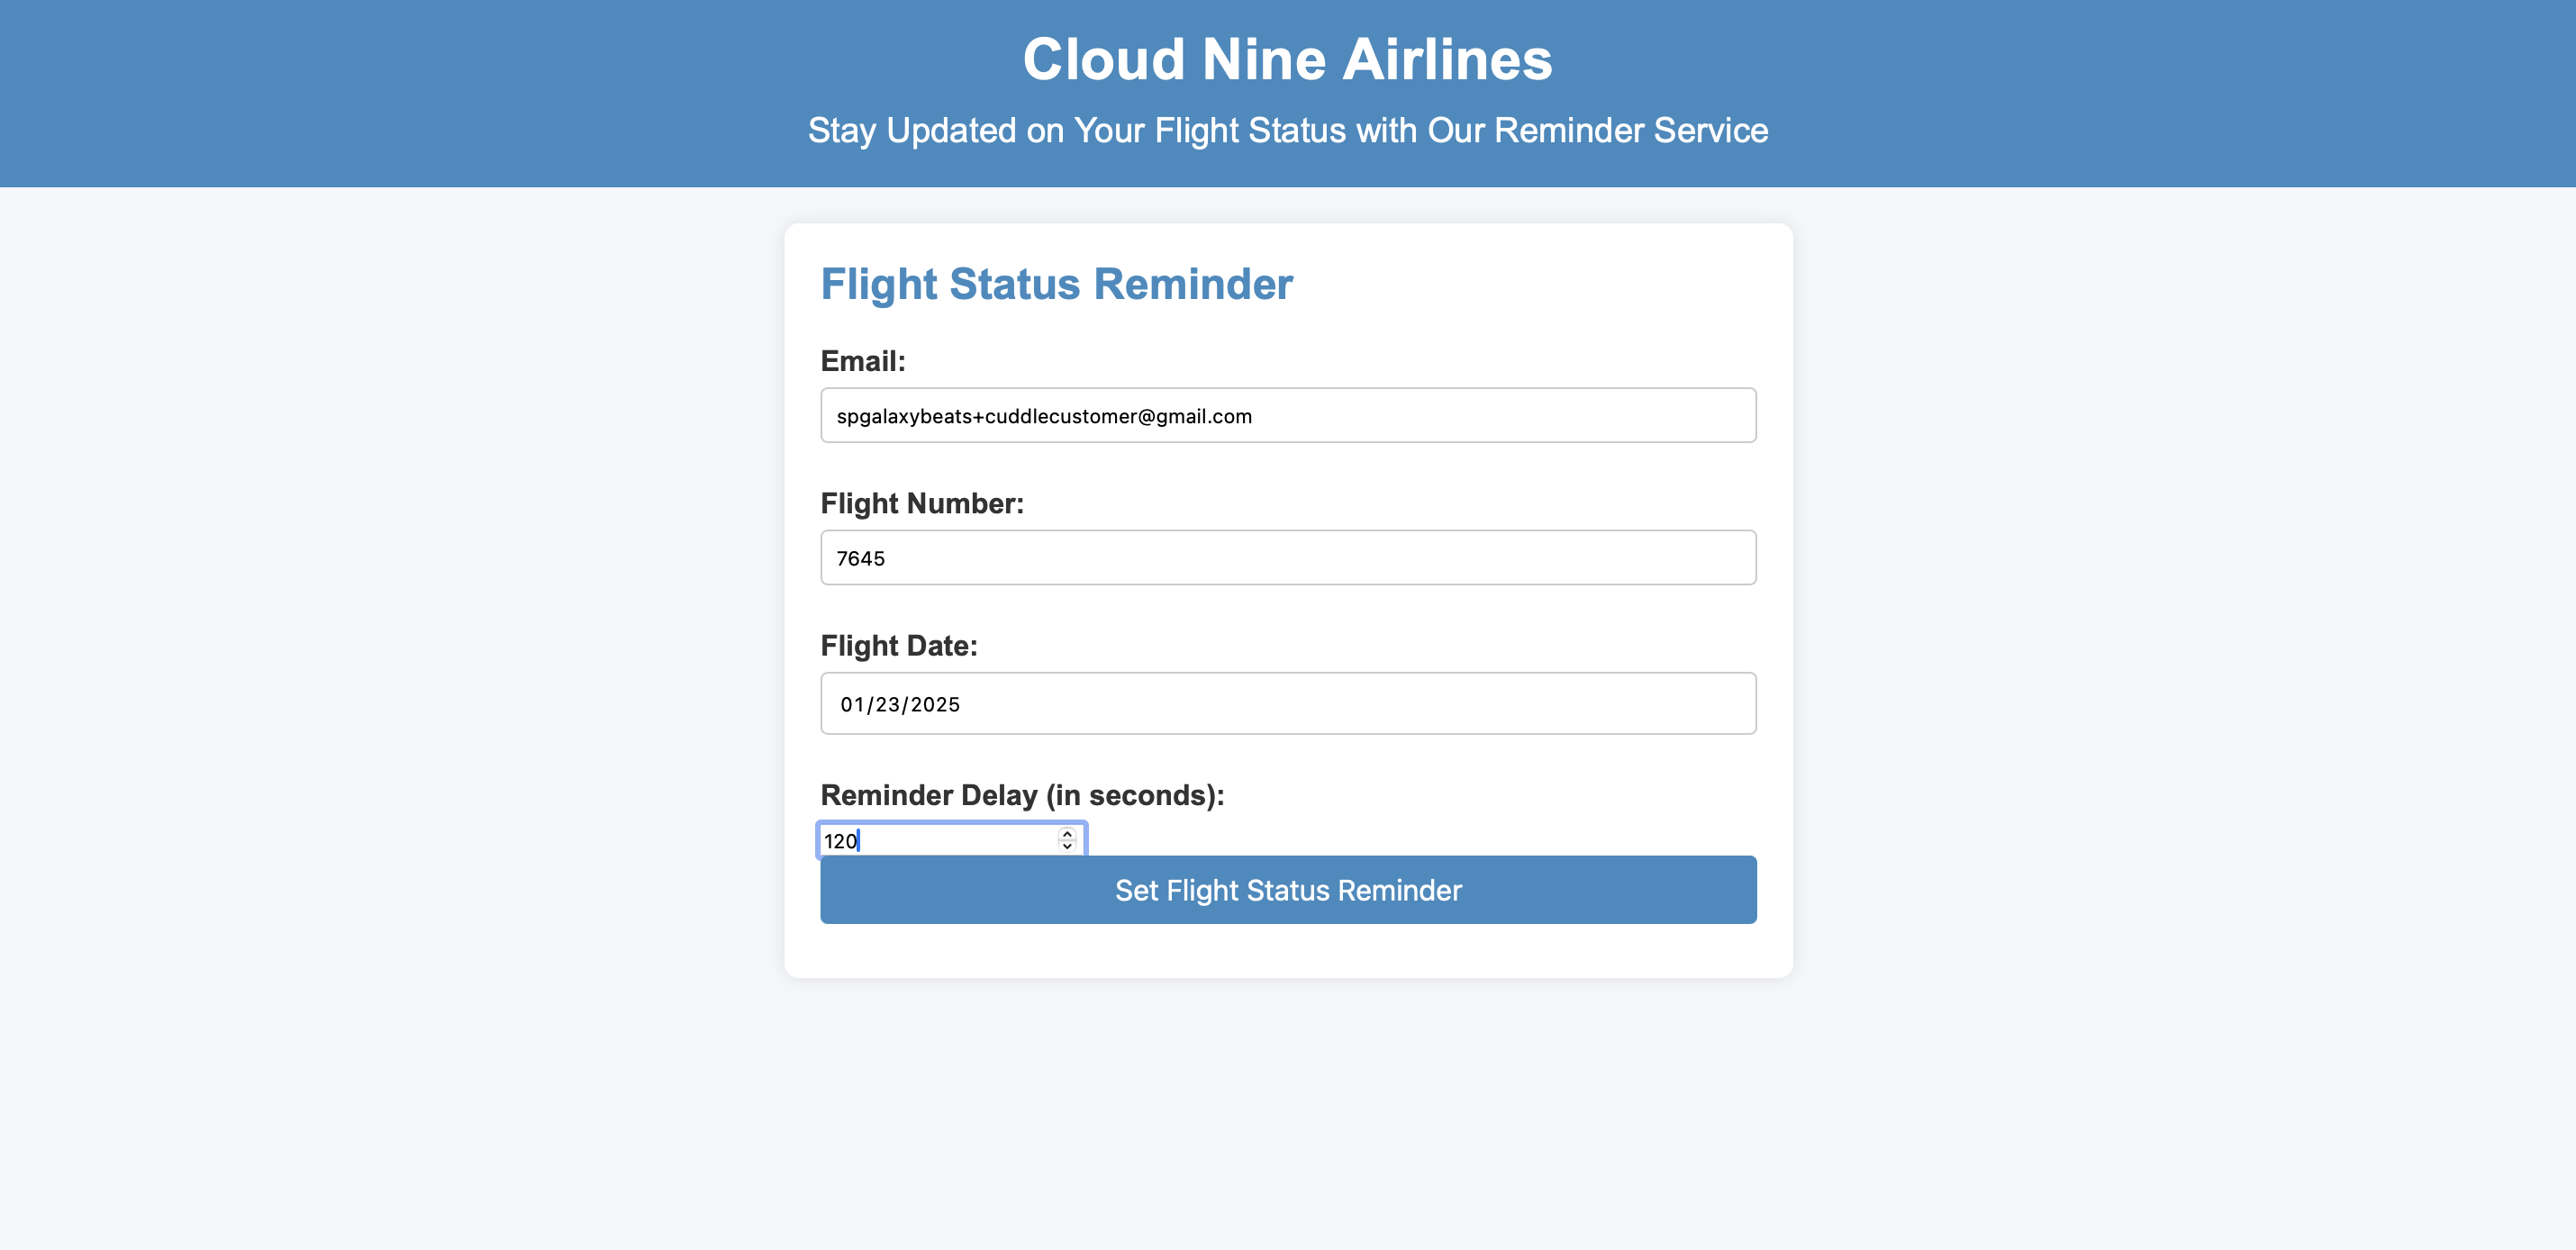 Cloud Nine Airlines
Stay Updated on Your Flight Status with Our Reminder Service
Flight Status Reminder
Email:
spgalaxybeats+cuddlecustomer@gmail.com
Flight Number:
7645
Flight Date:
01/23/2025
Reminder Delay (in seconds):
120
Set Flight Status Reminder